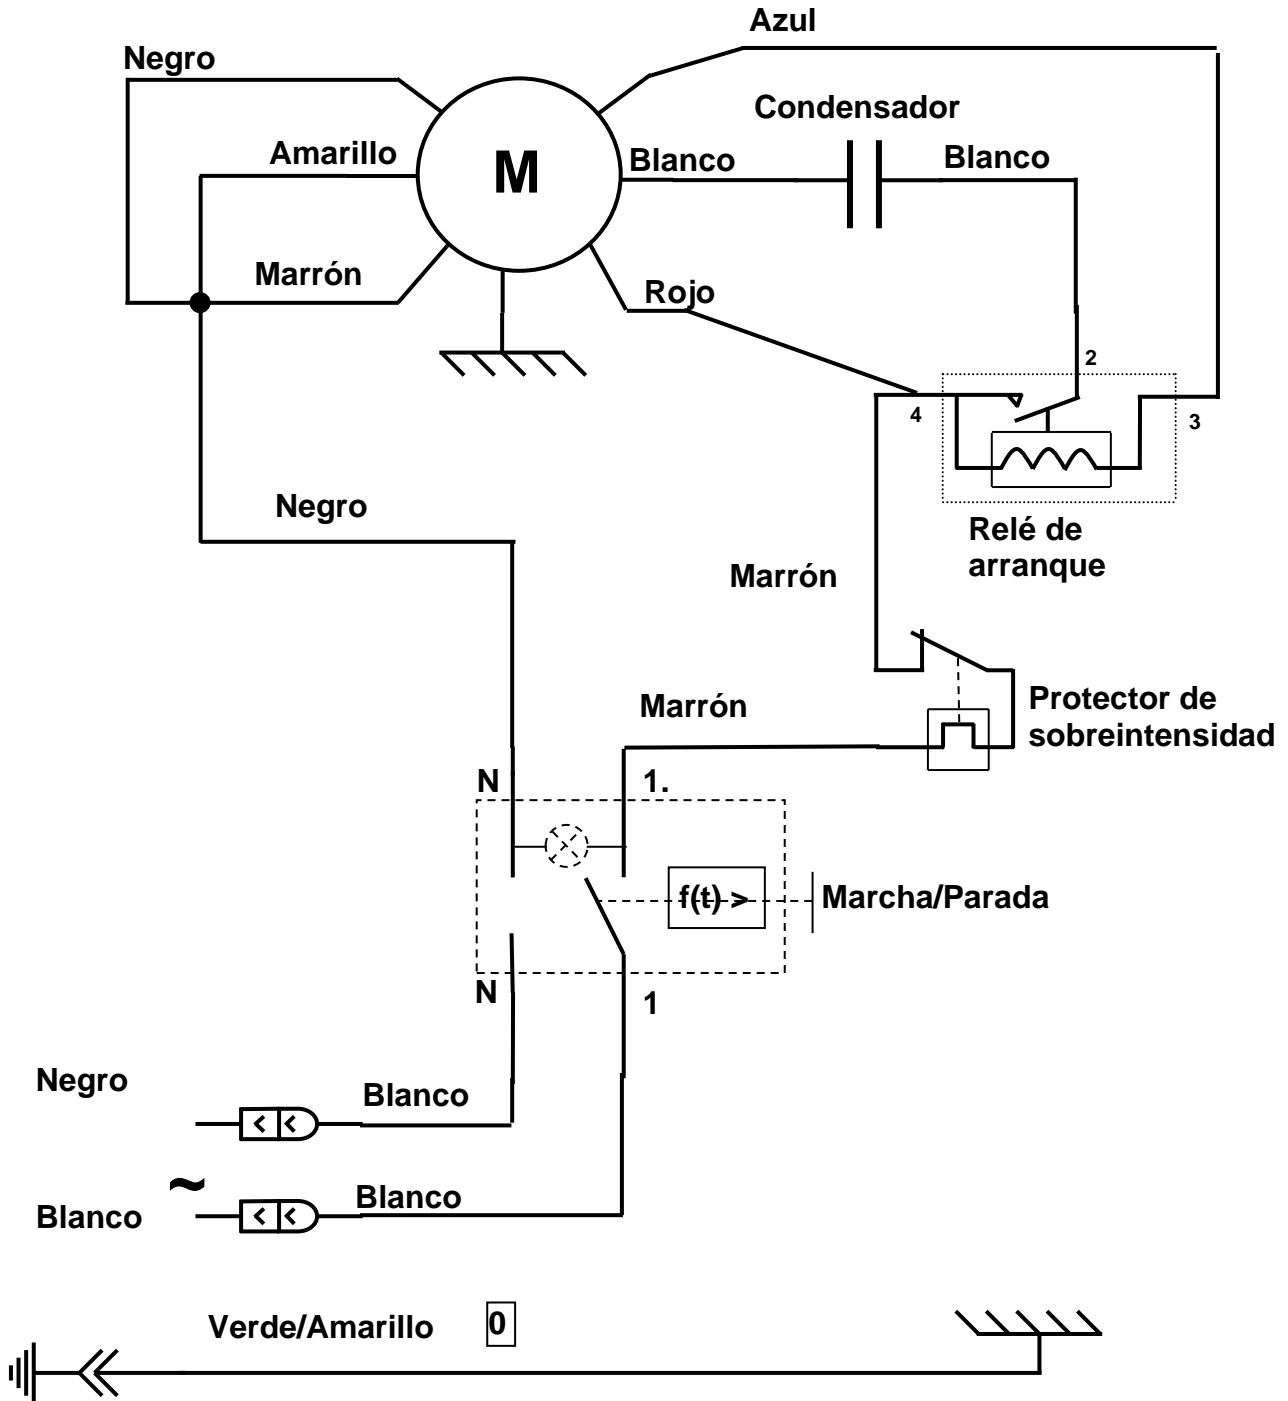 Azul
Negro
Condensador
Amarillo
M
Blanco
Blanco
Marrón
Rojo
2
4
3
Negro
Relé de
arranque
Marrón
Protector de
sobreintensidad
Marrón
N
1.
f(t) >
Marcha/Parada
N
1
Negro
Blanco
~
Blanco
Blanco
Verde/Amarillo
0